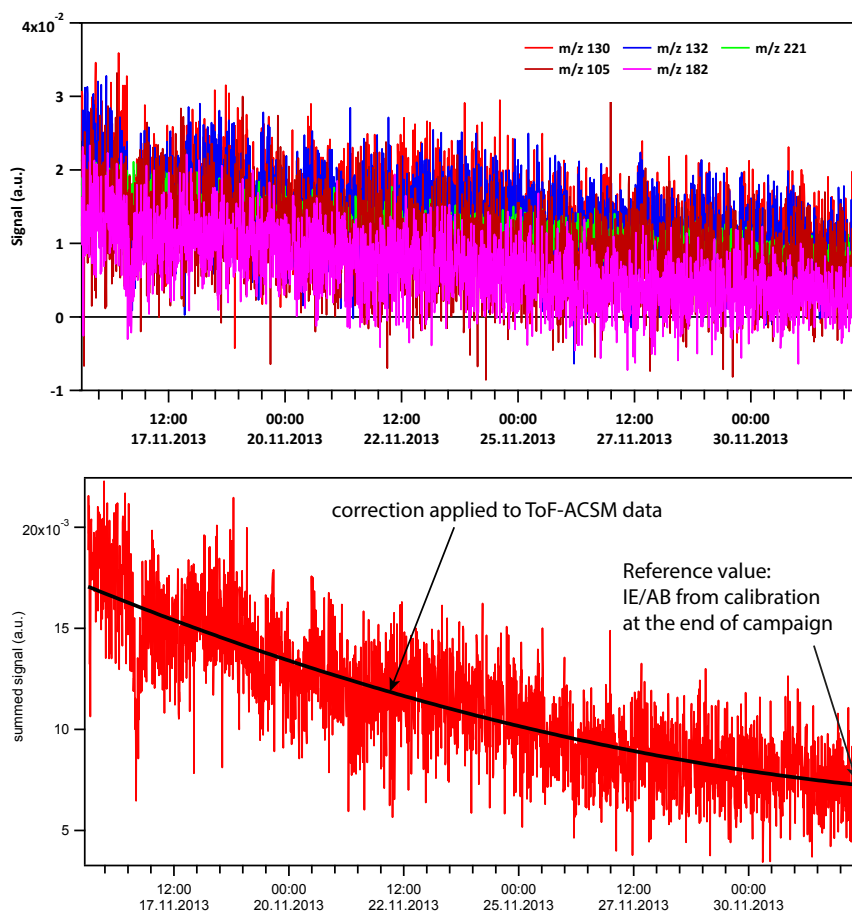 4x10-2
3
2
1
0
-1
Signal (a.u.)
m/z 130 m/z 132 m/z 221
m/z 105 m/z 182
12:00 00:00 12:00 00:00 12:00 00:00
17.11.2013 20.11.2013 22.11.2013 25.11.2013 27.11.2013 30.11.2013
20x10-3
15
10
5
summed signal (a.u.)
correction applied to ToF-ACSM data
Reference value:
IE/AB from calibration
at the end of campaign
12:00 00:00 12:00 00:00 12:00 00:00
17.11.2013 20.11.2013 22.11.2013 25.11.2013 27.11.2013 30.11.2013